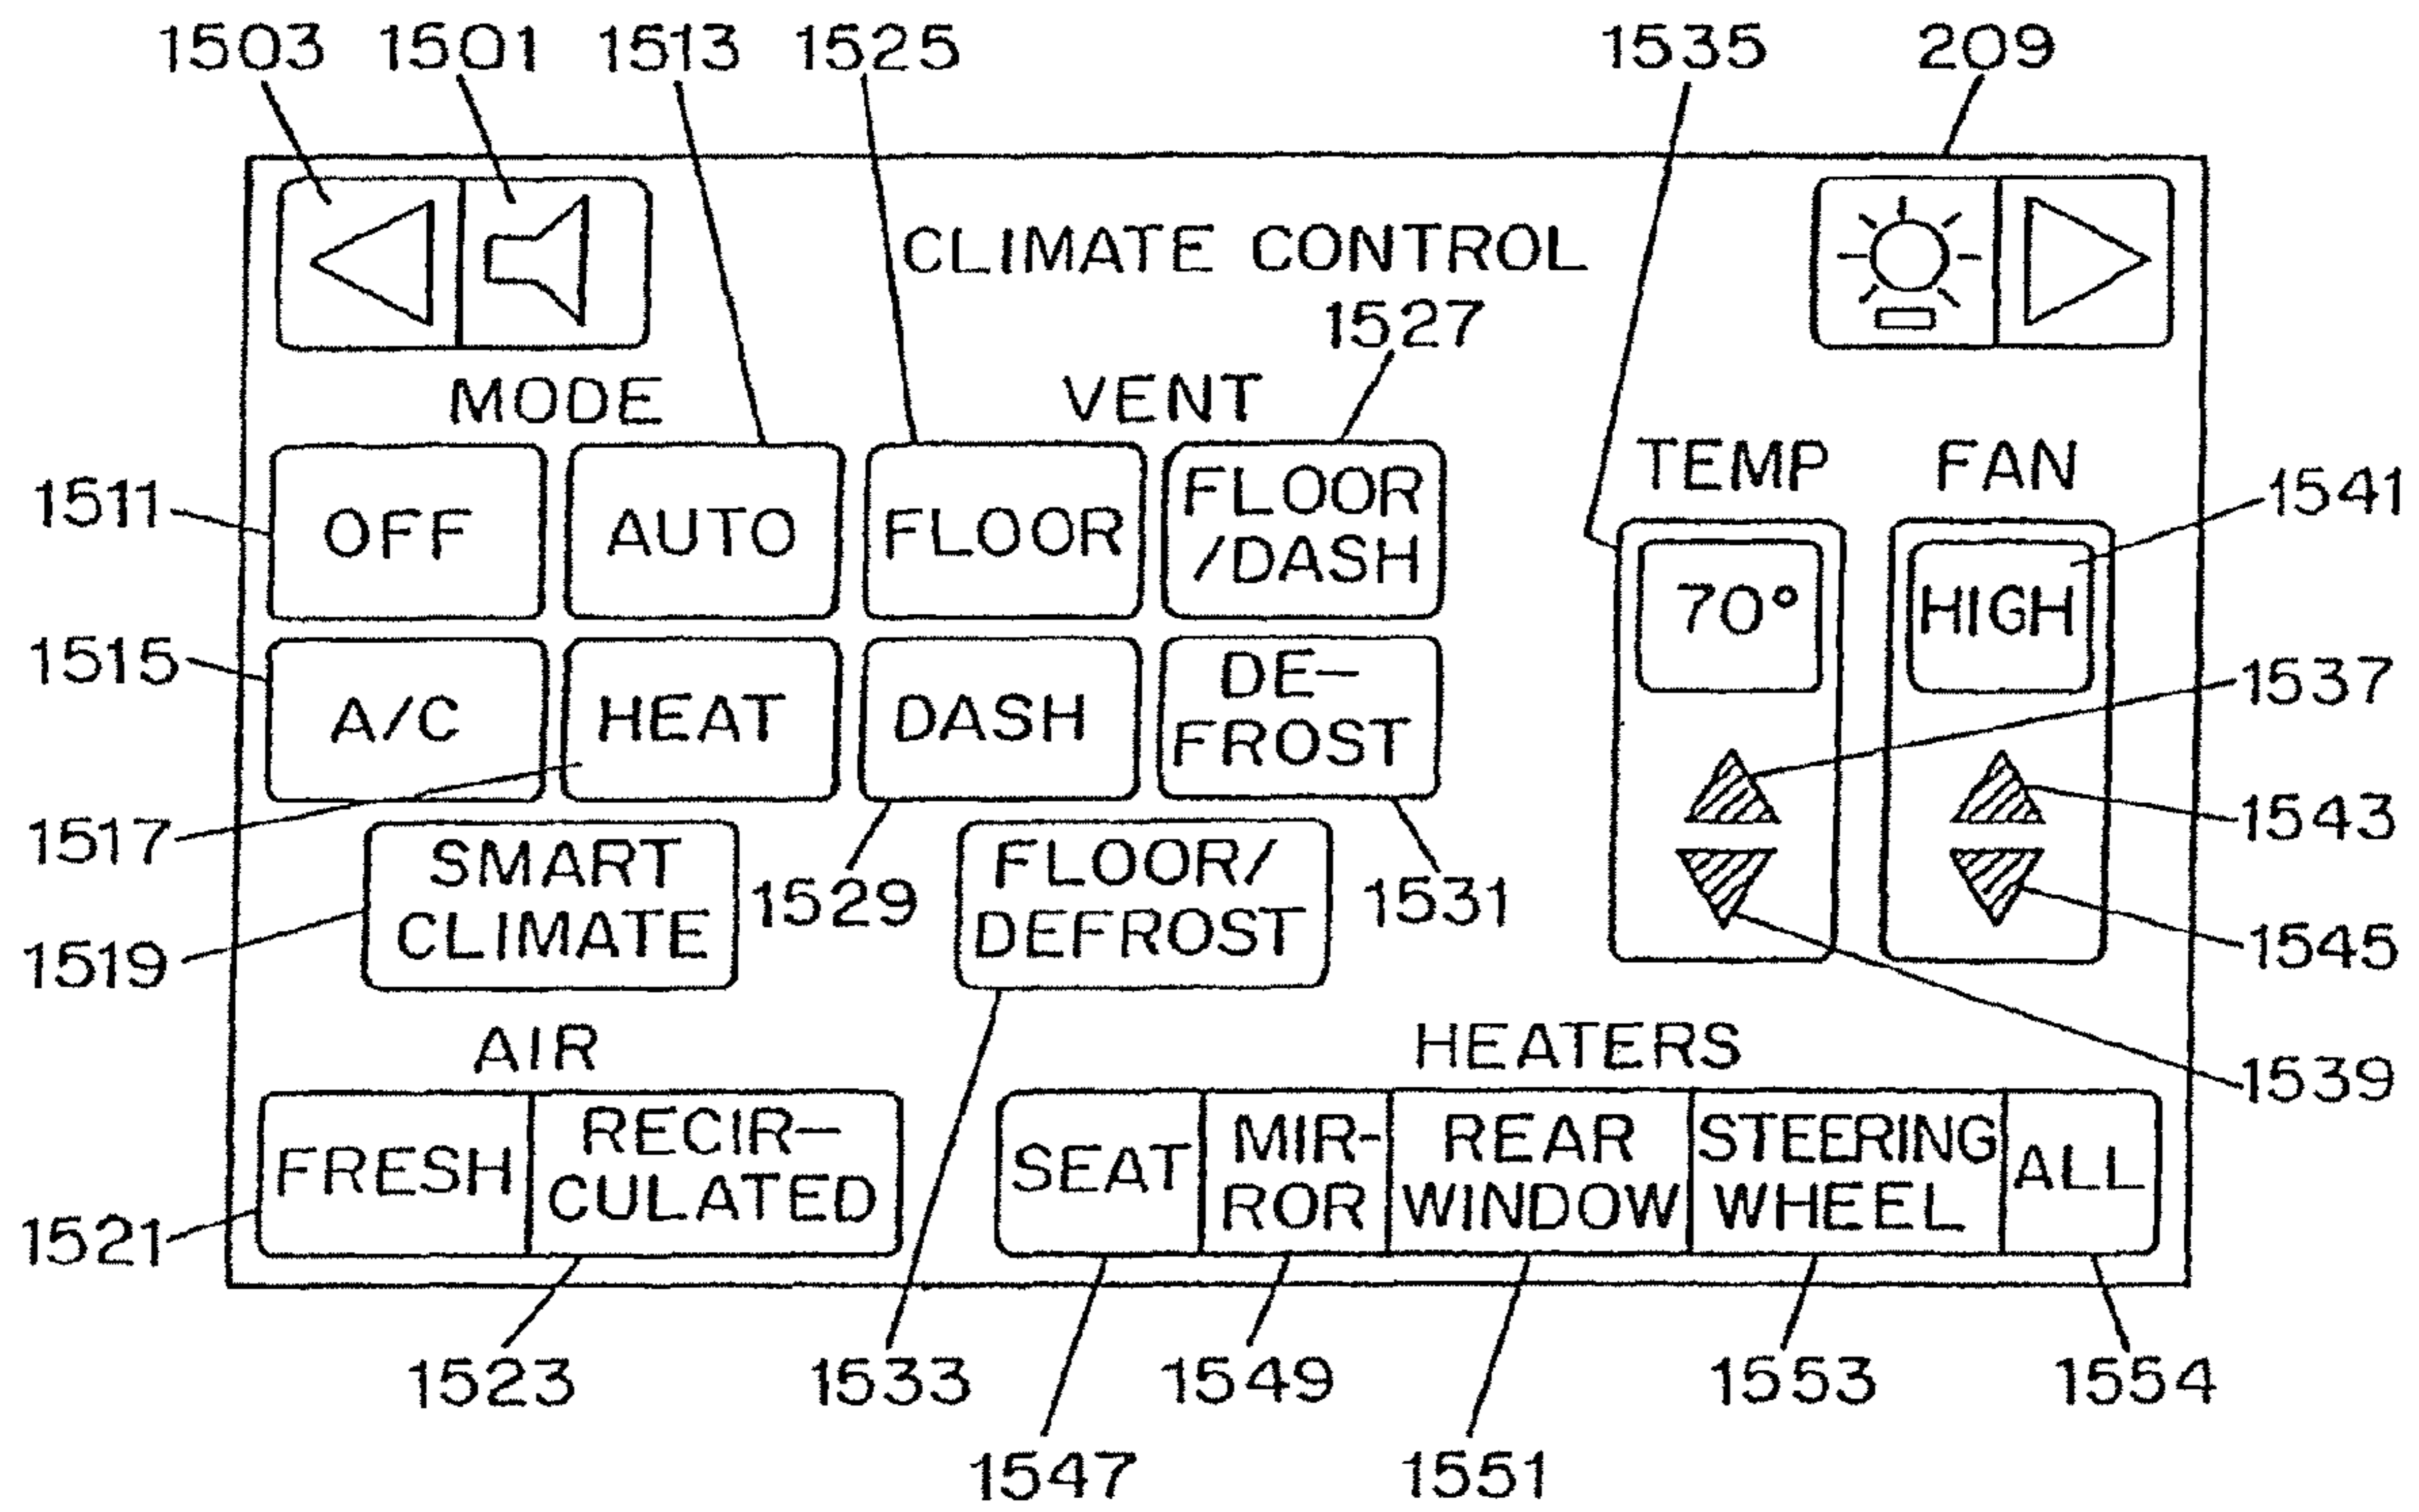 1503 1501 1513 1525 1535 209
CLIMATE CONTROL
1527
MODE VENT
TEMP FAN
1511 OFF AUTO FLOOR FLOOR
/DASH
1541
70° HIGH
1515 A/C HEAT DASH DE-
FROST
1537
1517
1543
1519 SMART
CLIMATE
1529
FLOOR/
DEFROST
1531
1545
AIR HEATERS
1539
1521 FRESH RECIR-
CULATED
SEAT
MIR-
ROR
REAR
WINDOW
STEERING
WHEEL
ALL
1523 1533 1549 1553 1554
1547 1551